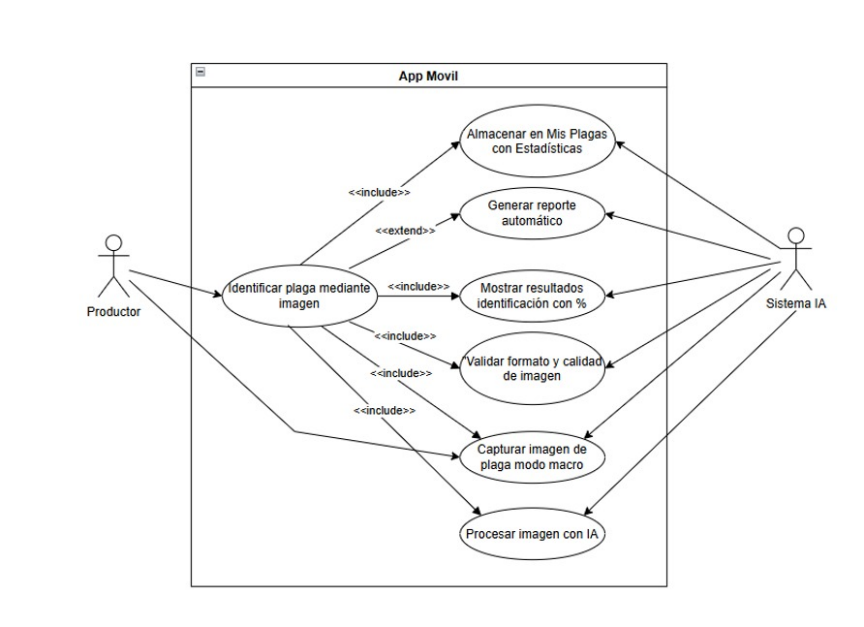 App Movil
Almacenar en Mis Plagas
con Estadísticas
<<include>>
Generar reporte
automático
<<extend>>
Identificar plaga mediante
imagen
<<include>>
Mostrar resultados
identificación con %
Productor
Sistema IA
<<include>>
"Validar formato y calidad
de imagen
<<include>>
<<include>>
Capturar imagen de
plaga modo macro
Procesar imagen con IA